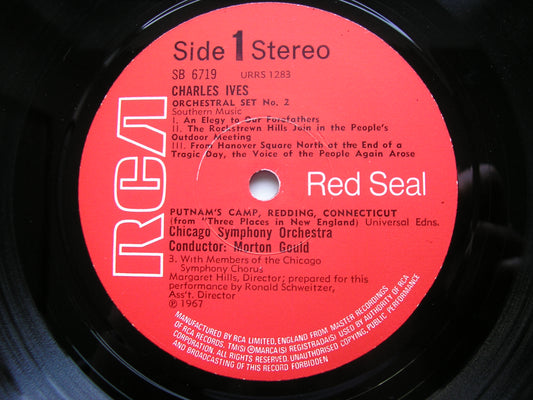 Side 1 Stereo
SB 6719 URRS 1283
CHARLES IVES
ORCHESTRAL SET No. 2
Southern Music
I. An Elegy to Our Forefathers
II. The Rockstrewn Hills Join in the People's
Outdoor Meeting
III. From Hanover Square North at the End of a
Tragic Day, the Voice of the People Again Arose
RCA
Red Seal
PUTNAM'S CAMP, REDDING, CONNECTICUT
(from "Three Places in New England) Universal Edns.
Chicago Symphony Orchestra
Conductor: Morton Gould
3. With Members of the Chicago
Symphony Chorus
Margaret Hills, Director; prepared for this
performance by Ronald Schweitzer,
Ass't. Director
℗ 1967
MANUFACTURED BY RCA LIMITED, ENGLAND FROM MASTER RECORDINGS
OF RCA RECORDS. TM(S) ®MARCA(S) REGISTRADA(S) USED BY AUTHORITY OF RCA
CORPORATION. ALL RIGHTS RESERVED. UNAUTHORISED COPYING, PUBLIC PERFORMANCE
AND BROADCASTING OF THIS RECORD FORBIDDEN